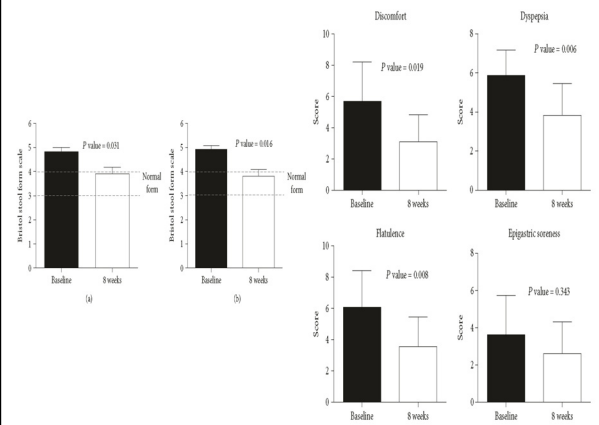 Bristol stool form scale
6
5
4
3
2
1
0
P value = 0.031
Normal
form
Baseline
8 weeks
(a)
Bristol stool form scale
6
5
4
3
2
1
0
P value = 0.016
Normal
form
Baseline
8 weeks
(b)
Discomfort
Score
10
8
6
4
2
0
P value = 0.019
Baseline
8 weeks
Dyspepsia
Score
8
6
4
2
0
P value = 0.006
Baseline
8 weeks
Flatulence
Score
10
8
6
4
2
0
P value = 0.008
Baseline
8 weeks
Epigastric soreness
Score
8
6
4
2
0
P value = 0.343
Baseline
8 weeks